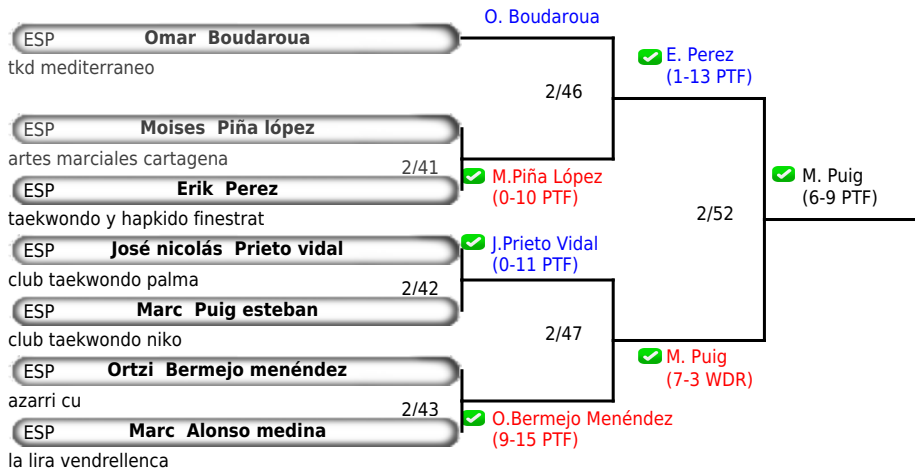 O. Boudaroua
ESP Omar Boudaroua
tkd mediterraneo
E. Perez
(1-13 PTF)
2/46
ESP Moises Piña lópez
artes marciales cartagena
2/41
M.Piña López
(0-10 PTF)
ESP Erik Perez
taekwondo y hapkido finestrat
M. Puig
(6-9 PTF)
2/52
ESP José nicolás Prieto vidal
club taekwondo palma
J.Prieto Vidal
(0-11 PTF)
2/42
ESP Marc Puig esteban
club taekwondo niko
2/47
M. Puig
(7-3 WDR)
ESP Ortzi Bermejo menéndez
azarri cu
2/43
O.Bermejo Menéndez
(9-15 PTF)
ESP Marc Alonso medina
la lira vendrellenca